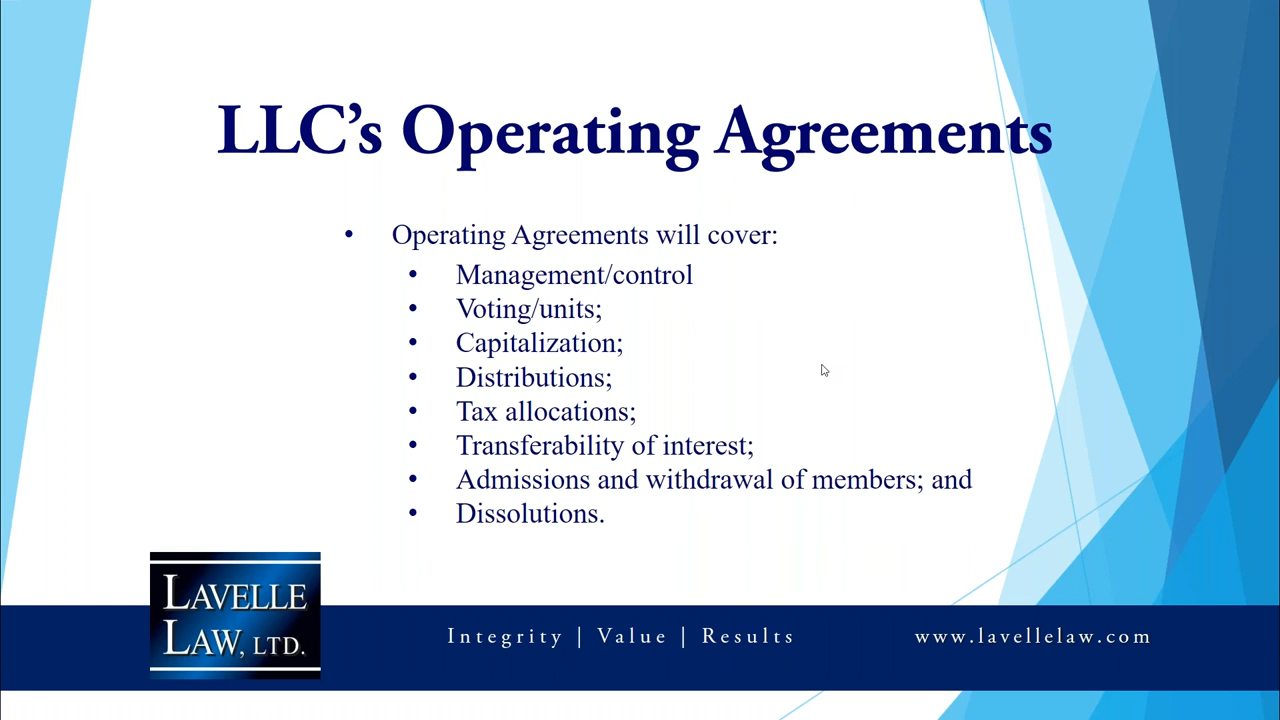 LLC’s Operating Agreements
• Operating Agreements will cover:
• Management/control
• Voting/units;
• Capitalization;
• Distributions;
• Tax allocations;
• Transferability of interest;
• Admissions and withdrawal of members; and
• Dissolutions.
LAVELLE
LAW, LTD.
Integrity | Value | Results
www.lavellelaw.com